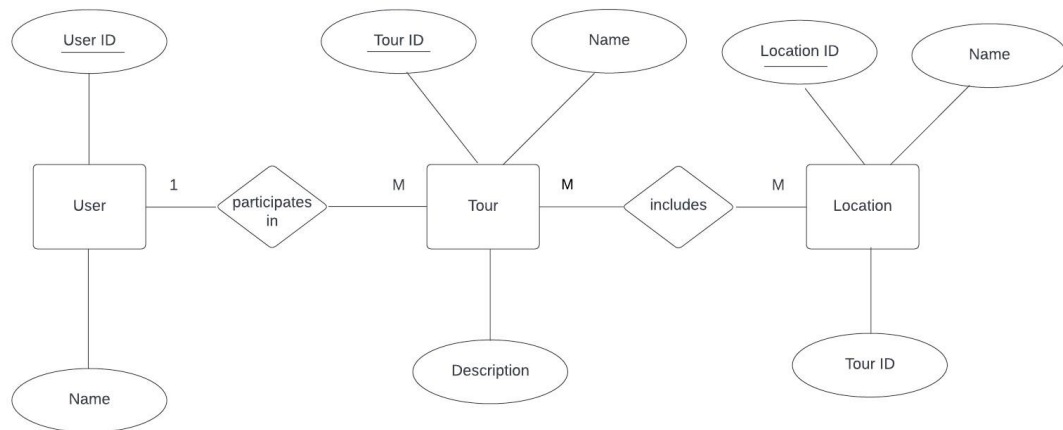 User ID
Tour ID
Name
Location ID
Name
User
1
participates
in
M
Tour
M
includes
M
Location
Name
Description
Tour ID